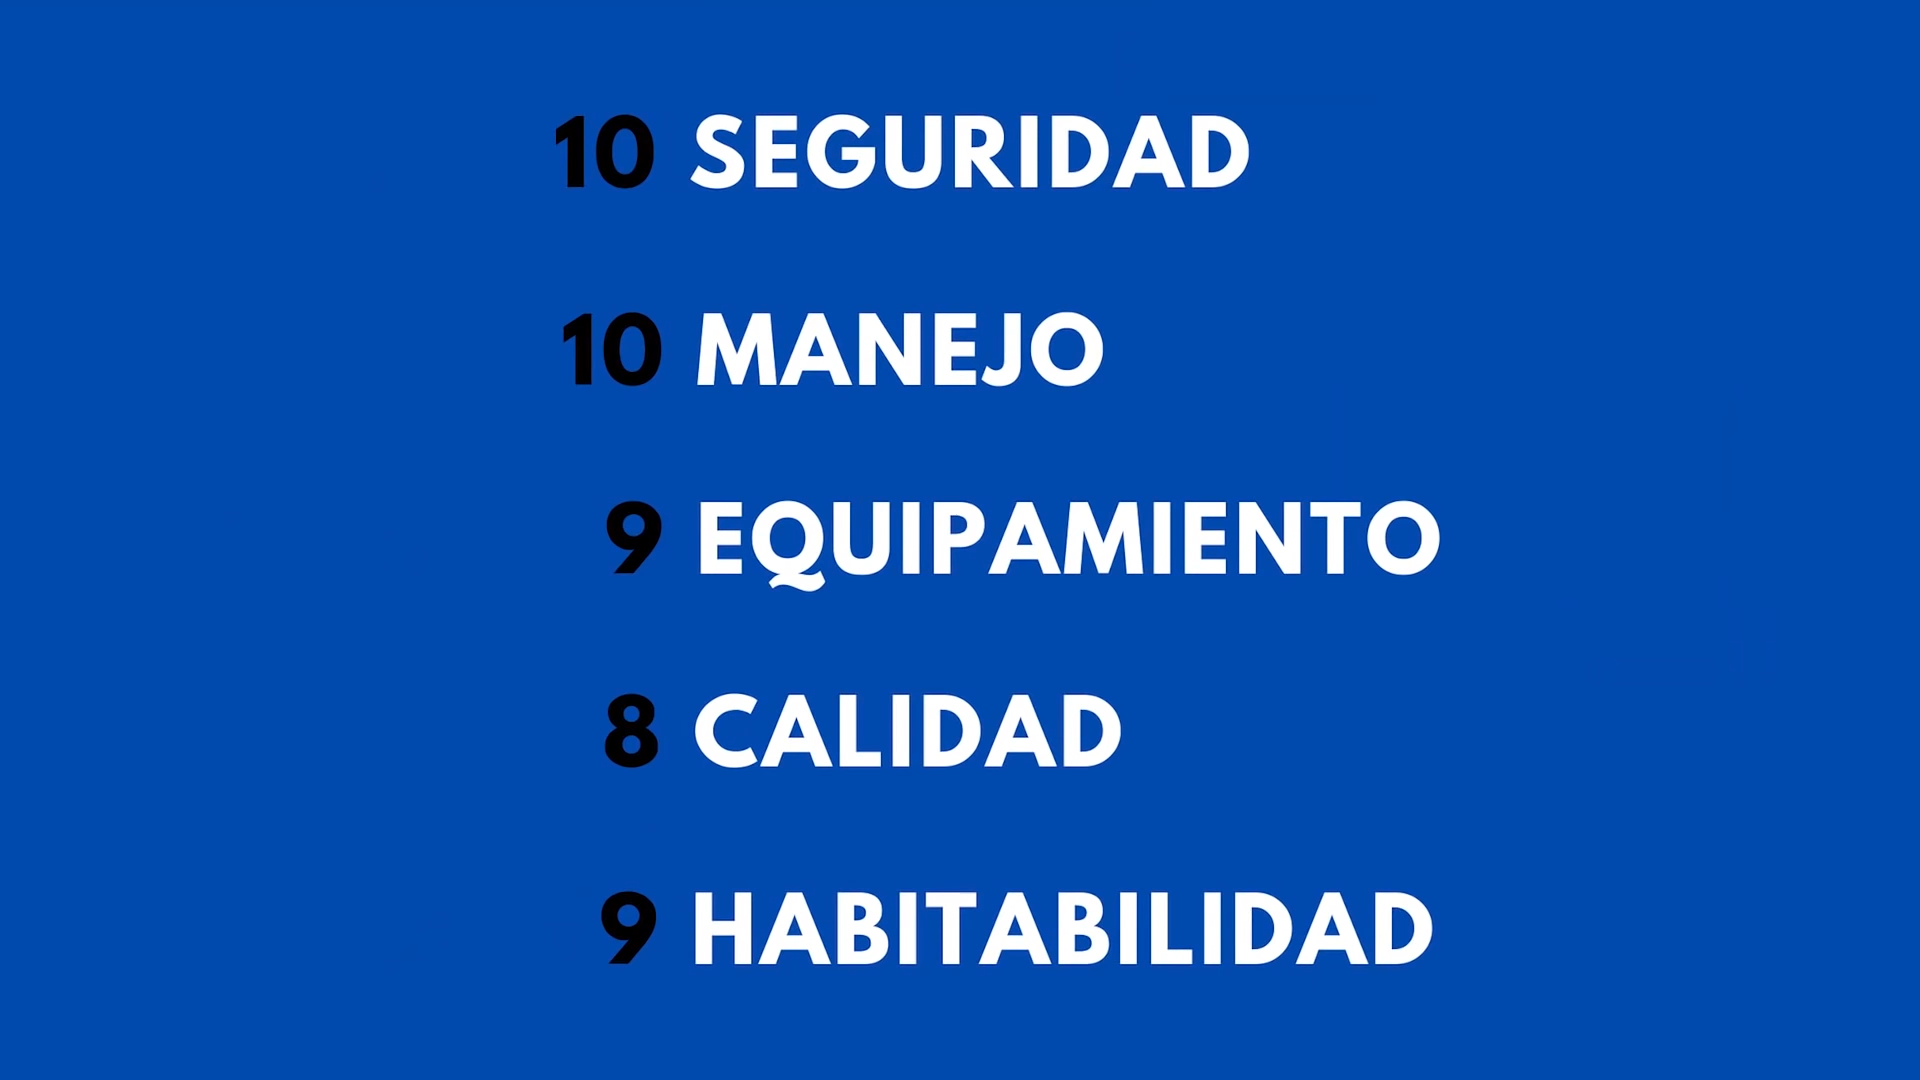 10 SEGURIDAD
10 MANEJO
9 EQUIPAMIENTO
8 CALIDAD
9 HABITABILIDAD